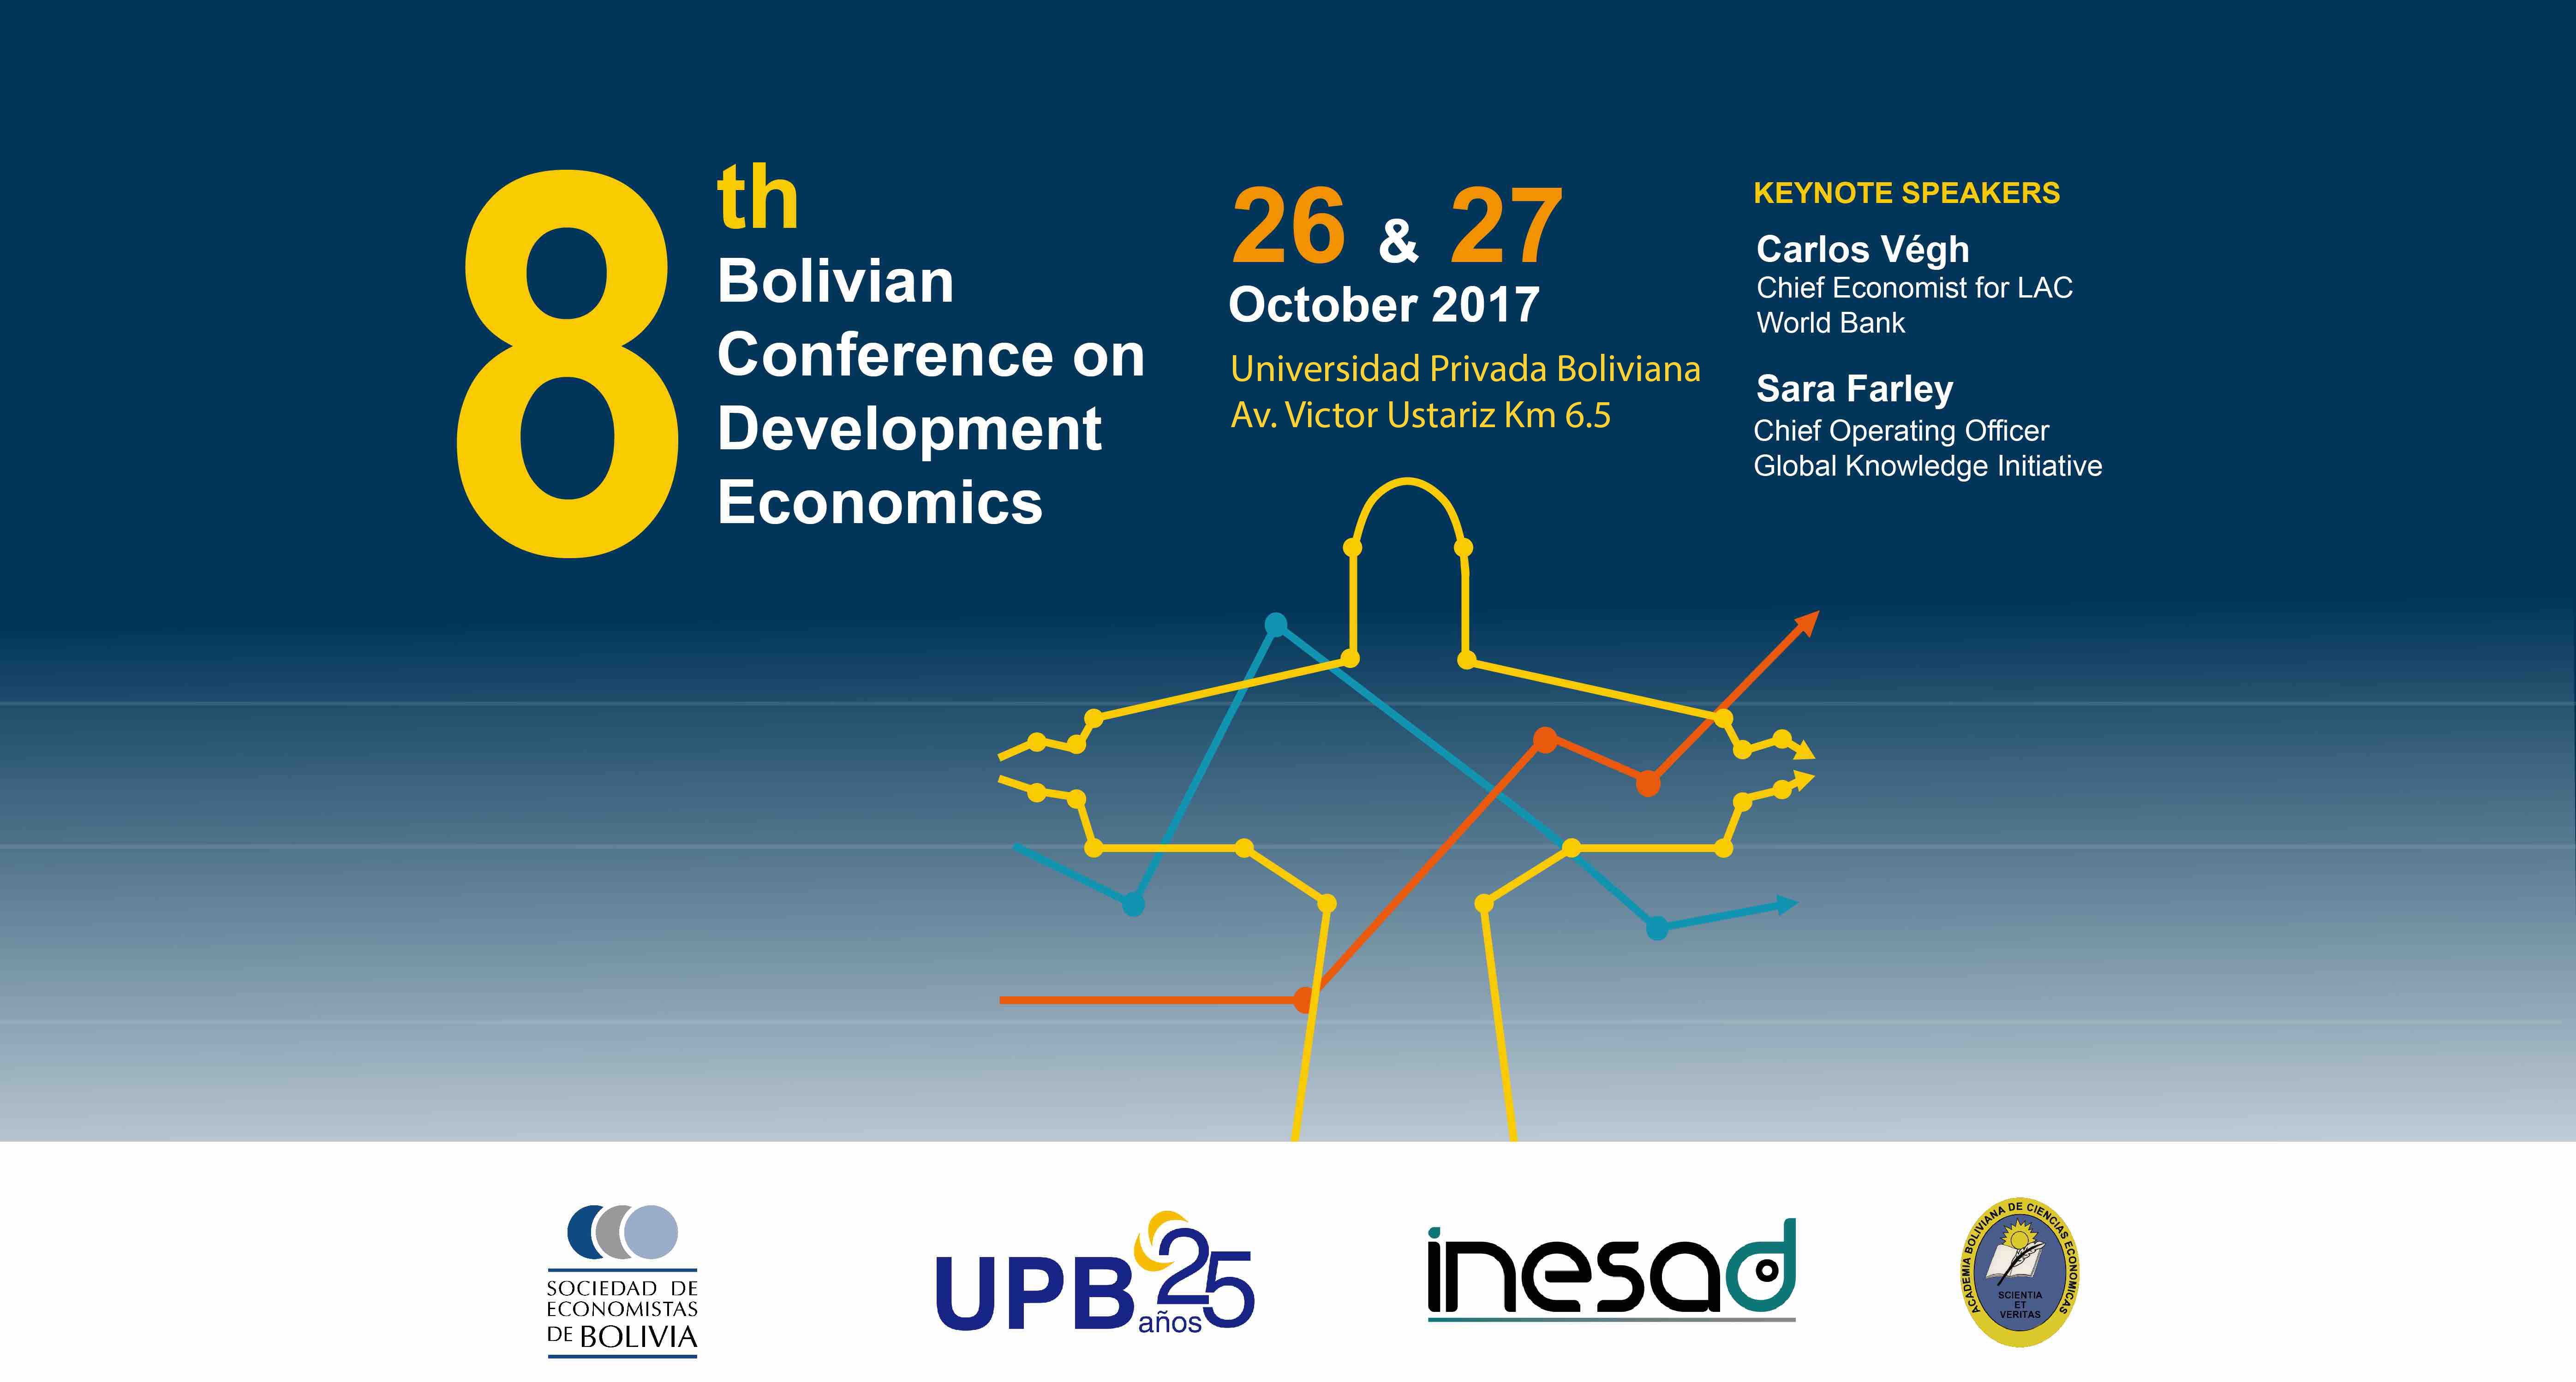 8th
Bolivian
Conference on
Development
Economics
26 & 27
October 2017
Universidad Privada Boliviana
Av. Victor Ustariz Km 6.5
KEYNOTE SPEAKERS
Carlos Végh
Chief Economist for LAC
World Bank
Sara Farley
Chief Operating Officer
Global Knowledge Initiative
SOCIEDAD DE
ECONOMISTAS
DE BOLIVIA
UPB 25
años
inesad
ACADEMIA BOLIVIANA DE CIENCIAS ECONOMICAS
SCIENTIA
ET
VERITAS